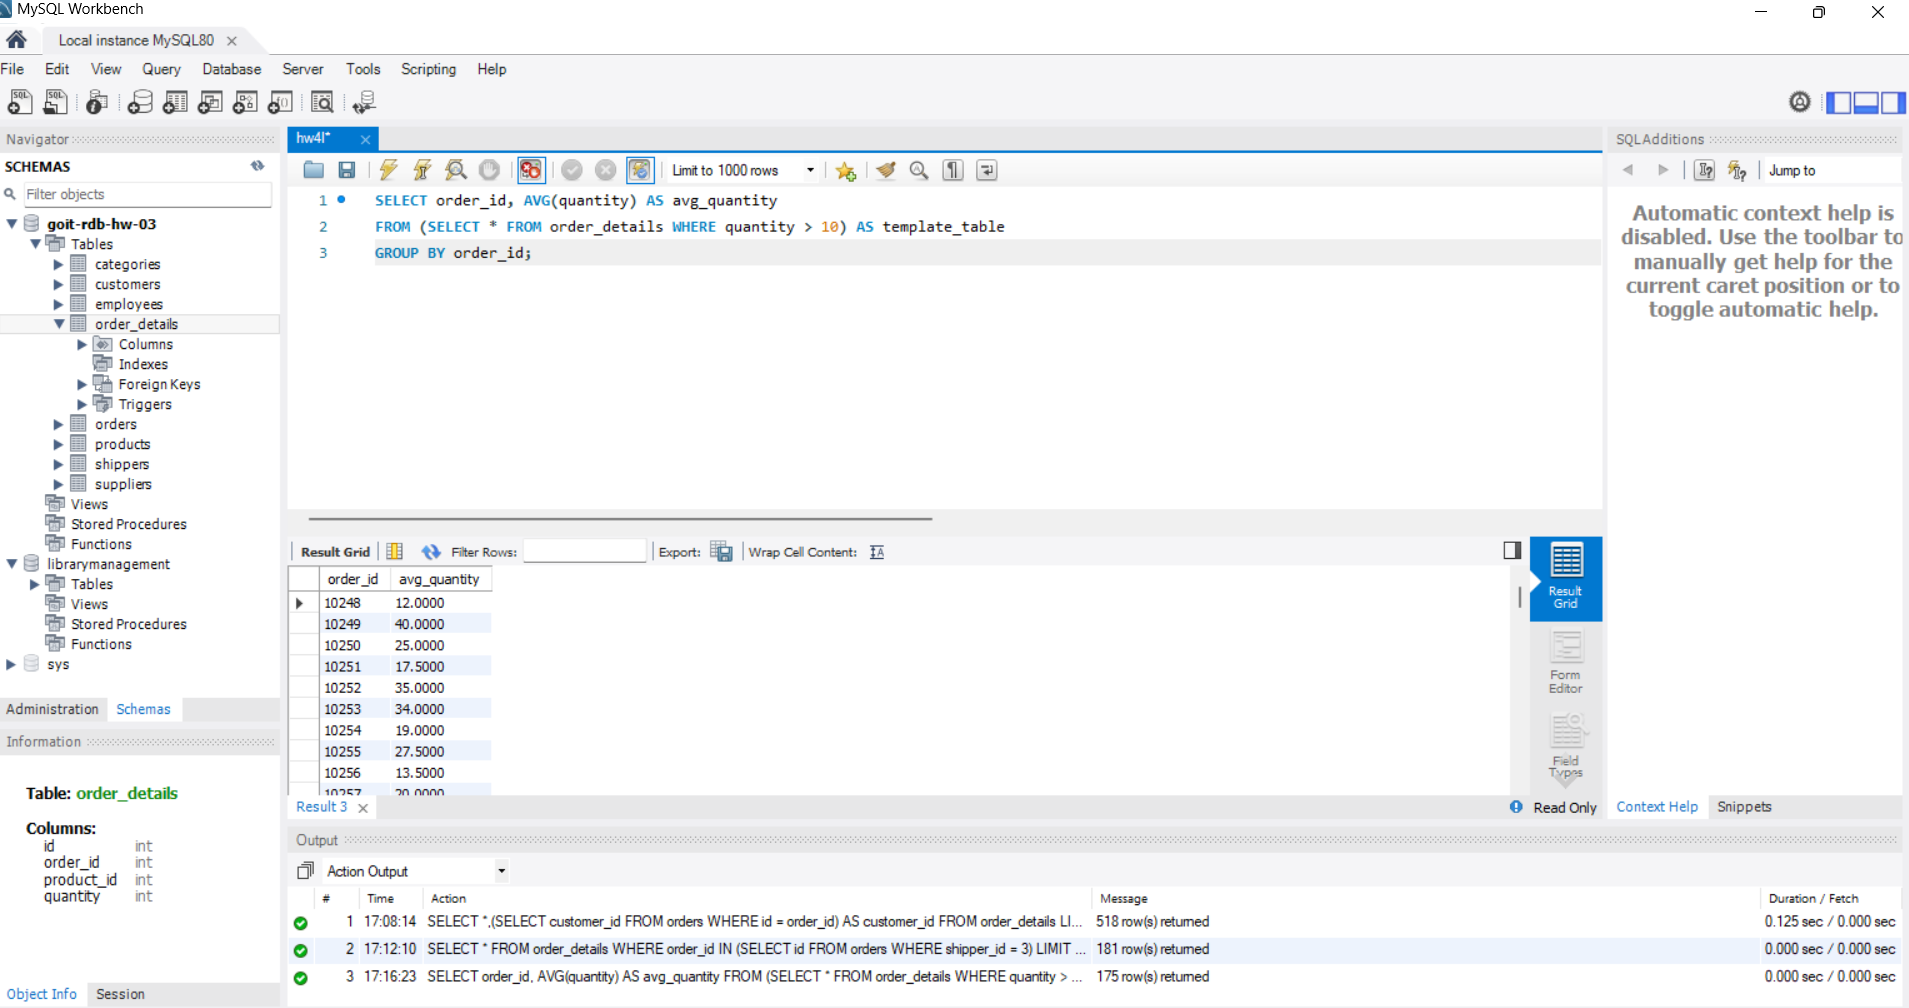 MySQL Workbench
Local instance MySQL80
File Edit View Query Database Server Tools Scripting Help
Navigator
SCHEMAS
Filter objects
goit-rdb-hw-03
Tables
categories
customers
employees
order_details
Columns
Indexes
Foreign Keys
Triggers
orders
products
shippers
suppliers
Views
Stored Procedures
Functions
librarymanagement
Tables
Views
Stored Procedures
Functions
sys
Administration Schemas
Information
Table: order_details
Columns:
id int
order_id int
product_id int
quantity int
Object Info Session
hw4l*
Limit to 1000 rows
1 SELECT order_id, AVG(quantity) AS avg_quantity
2 FROM (SELECT * FROM order_details WHERE quantity > 10) AS template_table
3 GROUP BY order_id;
Result Grid Filter Rows: Export: Wrap Cell Content:
order_id avg_quantity
10248 12.0000
10249 40.0000
10250 25.0000
10251 17.5000
10252 35.0000
10253 34.0000
10254 19.0000
10255 27.5000
10256 13.5000
10257 20.0000
Result Grid
Form Editor
Field Types
Result 3
Read Only
Output
Action Output
# Time Action Message Duration / Fetch
1 17:08:14 SELECT *,(SELECT customer_id FROM orders WHERE id = order_id) AS customer_id FROM order_details LI... 518 row(s) returned 0.125 sec / 0.000 sec
2 17:12:10 SELECT * FROM order_details WHERE order_id IN (SELECT id FROM orders WHERE shipper_id = 3) LIMIT ... 181 row(s) returned 0.000 sec / 0.000 sec
3 17:16:23 SELECT order_id, AVG(quantity) AS avg_quantity FROM (SELECT * FROM order_details WHERE quantity > ... 175 row(s) returned 0.000 sec / 0.000 sec
SQLAdditions
Jump to
Automatic context help is
disabled. Use the toolbar to
manually get help for the
current caret position or to
toggle automatic help.
Context Help Snippets